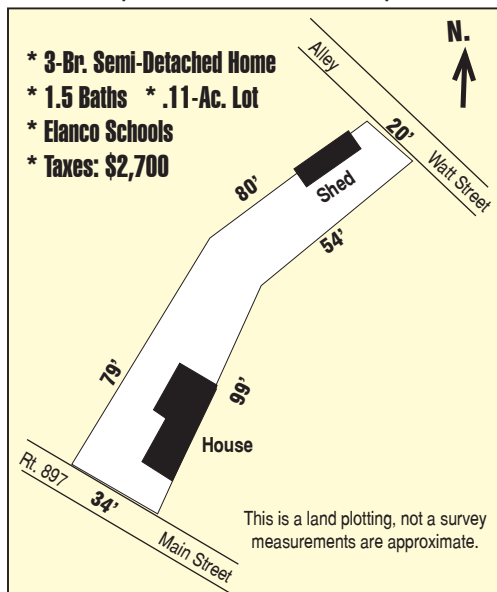 * 3-Br. Semi-Detached Home
* 1.5 Baths * .11-Ac. Lot
* Elanco Schools
* Taxes: $2,700
N.
Alley
20'
Watt Street
Shed
80'
54'
79'
99'
House
Rt. 897
34'
Main Street
This is a land plotting, not a survey
measurements are approximate.